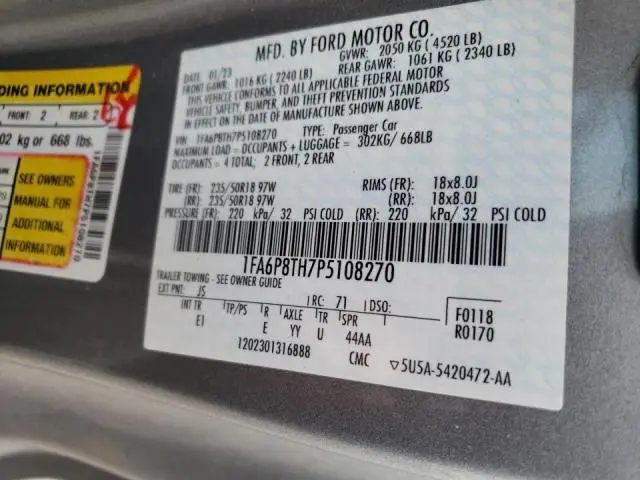 MFD. BY FORD MOTOR CO.
DATE: 01/23 GVWR: 2050 KG (4520 LB)
FRONT GAWR: 1016 KG (2240 LB) REAR GAWR: 1061 KG (2340 LB)
THIS VEHICLE CONFORMS TO ALL APPLICABLE FEDERAL MOTOR
VEHICLE SAFETY, BUMPER, AND THEFT PREVENTION STANDARDS IN
EFFECT ON THE DATE OF MANUFACTURE SHOWN ABOVE
VIN: 1FA6P8TH7P5108270 TYPE: Passenger Car
MAXIMUM LOAD = OCCUPANTS + LUGGAGE = 302KG/ 668LB
OCCUPANTS = 4 TOTAL; 2 FRONT, 2 REAR
TIRE (FR): 235/50R18 97W RIMS (FR): 18x8.0J
(RR): 235/50R18 97W (RR): 18x8.0J
PRESSURE (FR): 220 kPa/ 32 PSI COLD (RR): 220 kPa/ 32 PSI COLD
1FA6P8TH7P5108270
TRAILER TOWING - SEE OWNER GUIDE
EXT PNT: JS RC: 71 DSO:
INT TR TP/PS R AXLE TR SPR
EI E YY U 44AA
F0118
R0170
1202301316888
CMC 5U5A-5420472-AA
DING INFORMATION
FRONT: 2 REAR: 2
02 kg or 668 lbs.
SEE OWNERS
MANUAL FOR
ADDITIONAL
INFORMATION
1FA6P8TH7P5108270